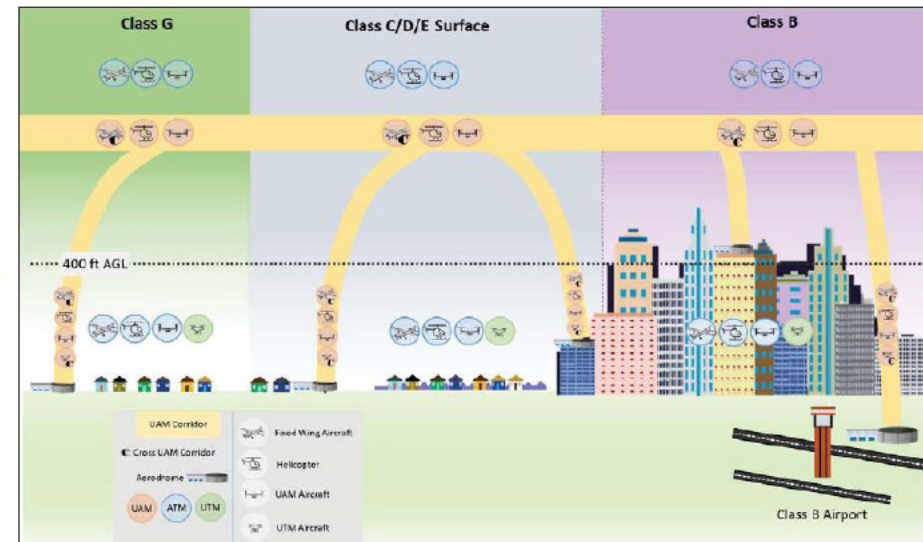 Class G
Class C/D/E Surface
Class B
400 ft AGL
UAM Corridor
Cross UAM Corridor
Aerodrome
UAM
ATM
UTM
Fixed Wing Aircraft
Helicopter
UAM Aircraft
UTM Aircraft
Class B Airport